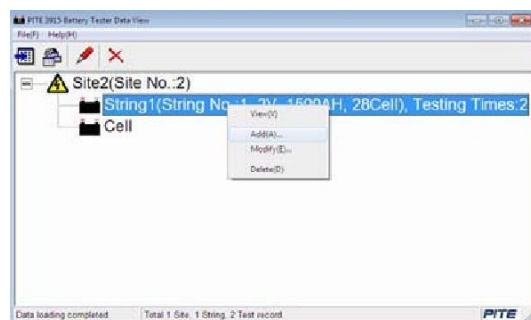 PITE 3915-Battery Tester Data View
File(F) Help(H)
Site2(Site No.:2)
String1(String No.:1, 2V, 1500AH, 28Cell), Testing Times:2
Cell
View(V)
Add(A)...
Modify(E)...
Delete(D)
Data loading completed Total 1 Site, 1 String, 2 Test record PITE